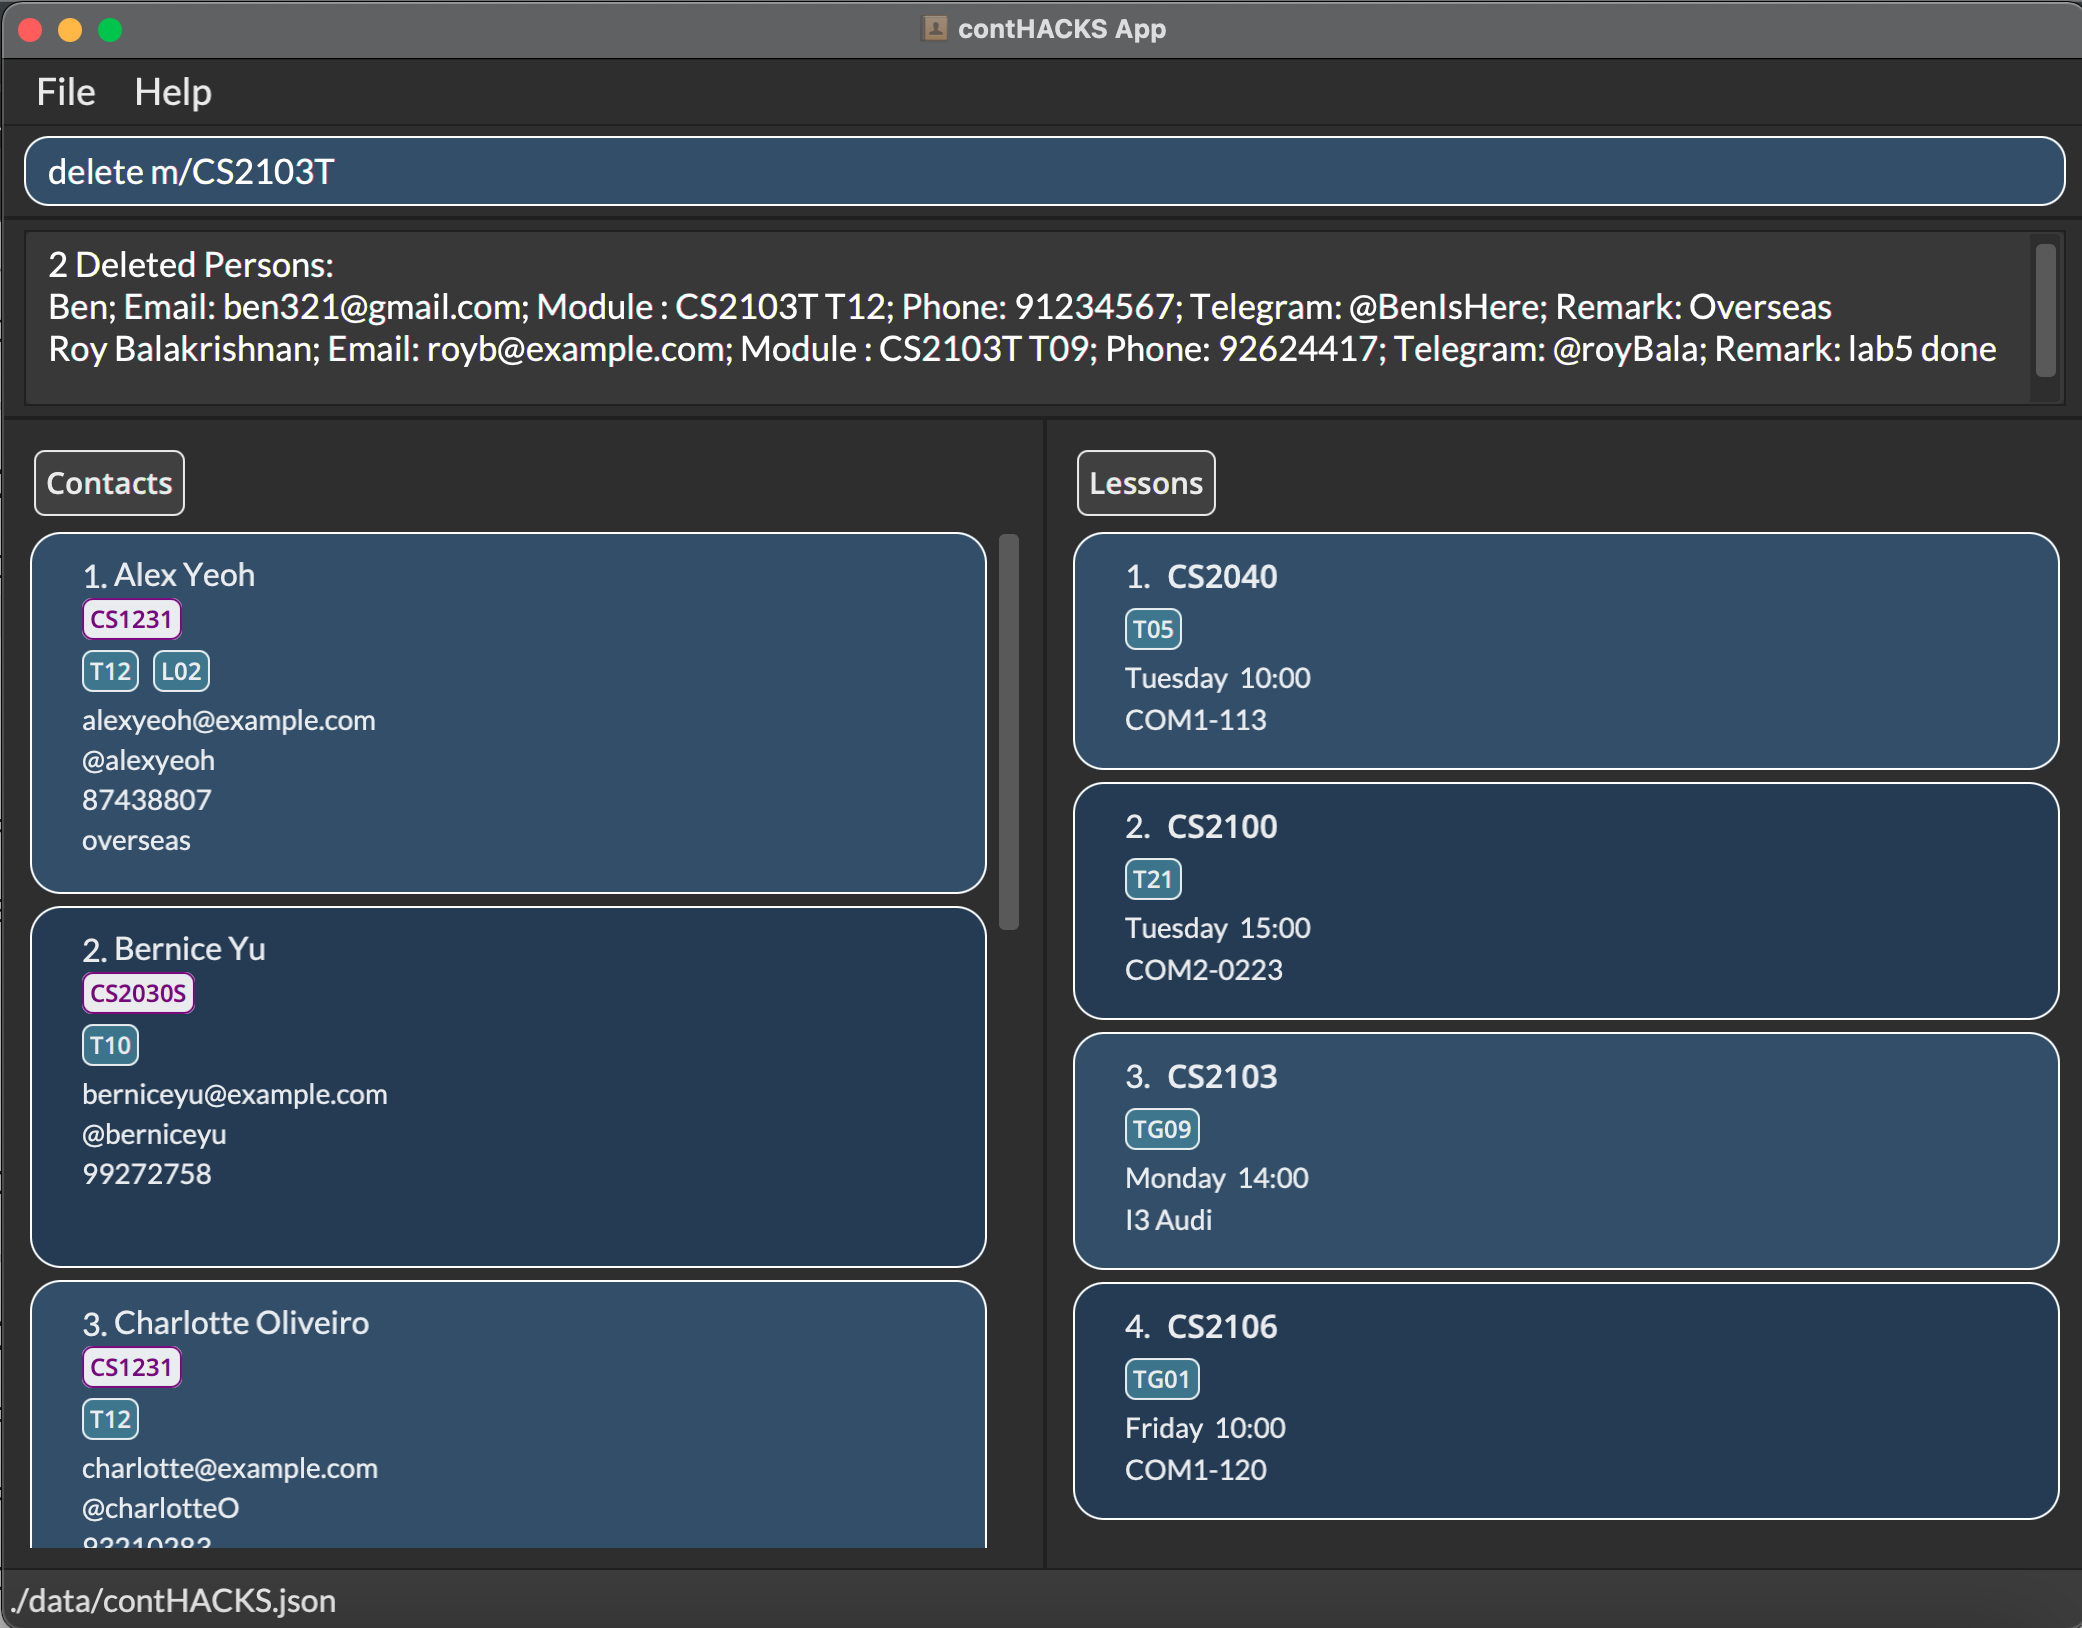 contHACKS App
File Help
delete m/CS2103T
2 Deleted Persons:
Ben; Email: ben321@gmail.com; Module : CS2103T T12; Phone: 91234567; Telegram: @BenIsHere; Remark: Overseas
Roy Balakrishnan; Email: royb@example.com; Module : CS2103T T09; Phone: 92624417; Telegram: @royBala; Remark: lab5 done
Contacts
1. Alex Yeoh
CS1231
T12 L02
alexyeoh@example.com
@alexyeoh
87438807
overseas
2. Bernice Yu
CS2030S
T10
berniceyu@example.com
@berniceyu
99272758
3. Charlotte Oliveiro
CS1231
T12
charlotte@example.com
@charlotteO
93210283
Lessons
1. CS2040
T05
Tuesday 10:00
COM1-113
2. CS2100
T21
Tuesday 15:00
COM2-0223
3. CS2103
TG09
Monday 14:00
I3 Audi
4. CS2106
TG01
Friday 10:00
COM1-120
./data/contHACKS.json